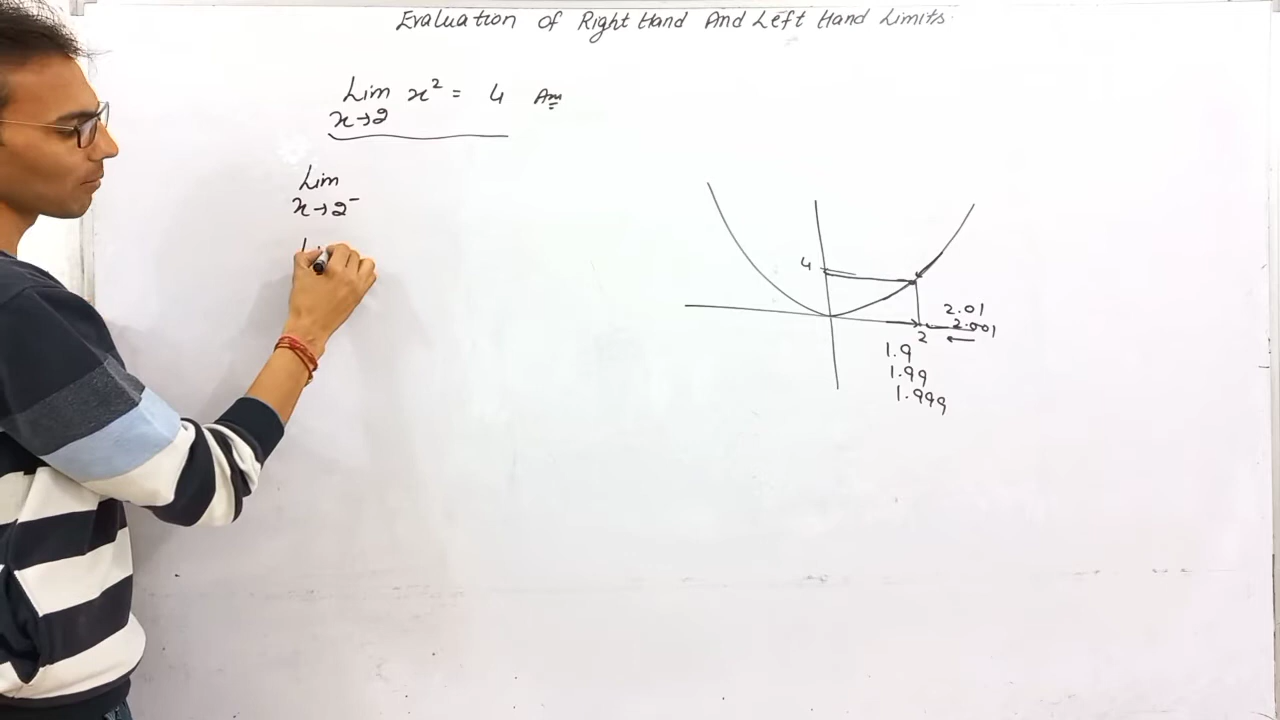 Evaluation of Right Hand And Left Hand Limits.
Lim x² = 4 Ans
x→2
Lim
x→2⁻
4
2.01
2.001
2
1.9
1.99
1.999